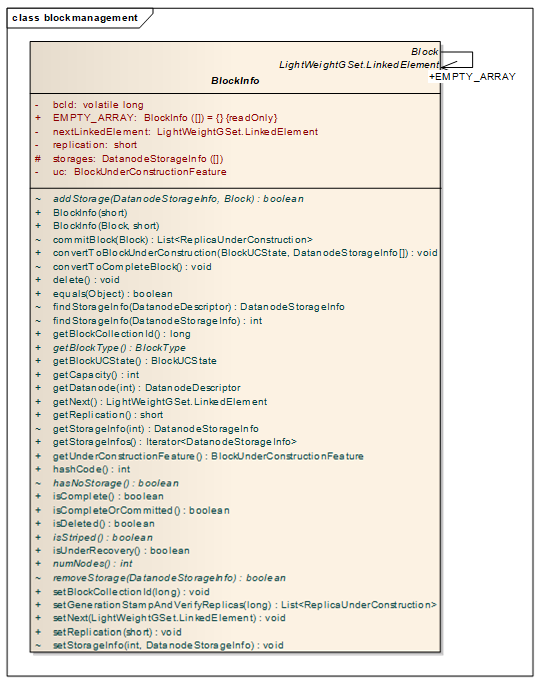 class blockmanagement
Block
LightWeightGSet.LinkedElement
BlockInfo
+EMPTY_ARRAY
- bcId: volatile long
+ EMPTY_ARRAY: BlockInfo ([]) = {} {readOnly}
- nextLinkedElement: LightWeightGSet.LinkedElement
- replication: short
# storages: DatanodeStorageInfo ([])
- uc: BlockUnderConstructionFeature
~ addStorage(DatanodeStorageInfo, Block) : boolean
+ BlockInfo(short)
+ BlockInfo(Block, short)
~ commitBlock(Block) : List<ReplicaUnderConstruction>
+ convertToBlockUnderConstruction(BlockUCState, DatanodeStorageInfo[]) : void
~ convertToCompleteBlock() : void
+ delete() : void
+ equals(Object) : boolean
~ findStorageInfo(DatanodeDescriptor) : DatanodeStorageInfo
~ findStorageInfo(DatanodeStorageInfo) : int
+ getBlockCollectionId() : long
+ getBlockType() : BlockType
+ getBlockUCState() : BlockUCState
+ getCapacity() : int
+ getDatanode(int) : DatanodeDescriptor
+ getNext() : LightWeightGSet.LinkedElement
+ getReplication() : short
~ getStorageInfo(int) : DatanodeStorageInfo
+ getStorageInfos() : Iterator<DatanodeStorageInfo>
+ getUnderConstructionFeature() : BlockUnderConstructionFeature
+ hashCode() : int
~ hasNoStorage() : boolean
+ isComplete() : boolean
+ isCompleteOrCommitted() : boolean
+ isDeleted() : boolean
+ isStriped() : boolean
+ isUnderRecovery() : boolean
+ numNodes() : int
~ removeStorage(DatanodeStorageInfo) : boolean
+ setBlockCollectionId(long) : void
+ setGenerationStampAndVerifyReplicas(long) : List<ReplicaUnderConstruction>
+ setNext(LightWeightGSet.LinkedElement) : void
+ setReplication(short) : void
~ setStorageInfo(int, DatanodeStorageInfo) : void